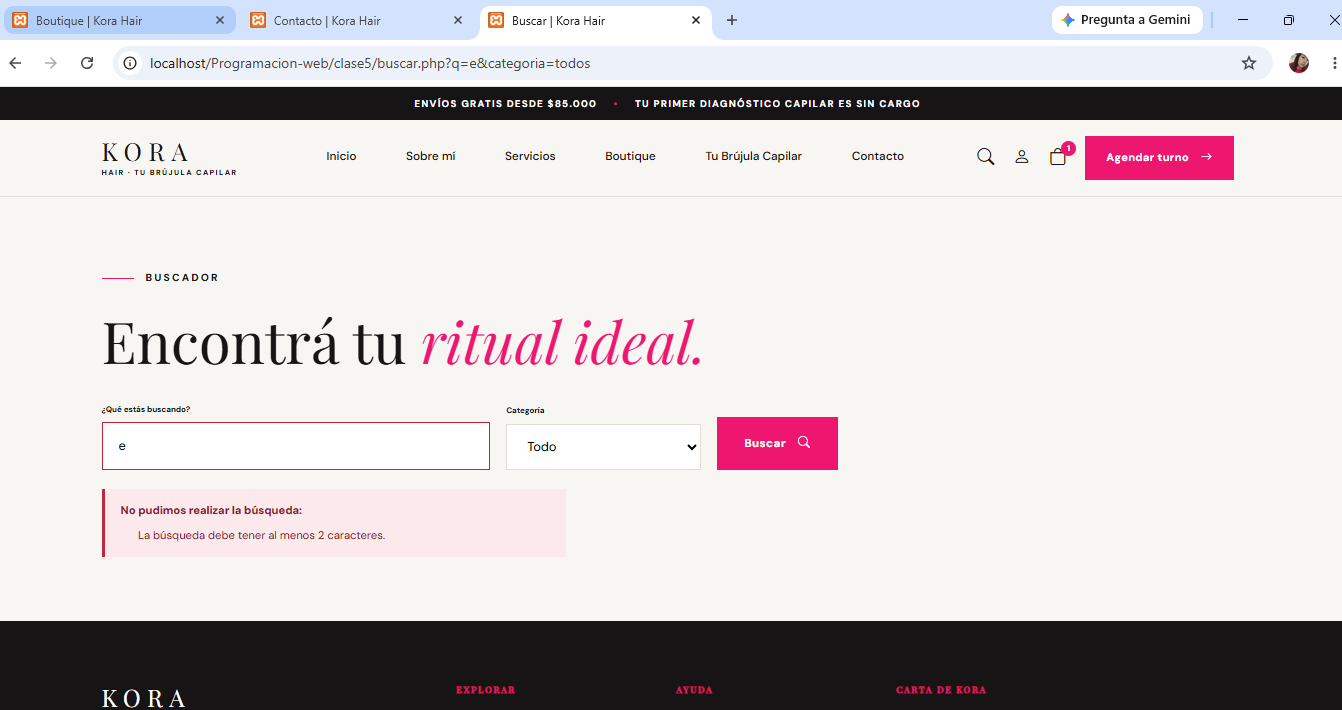 Boutique | Kora Hair
Contacto | Kora Hair
Buscar | Kora Hair
Pregunta a Gemini
localhost/Programacion-web/clase5/buscar.php?q=e&categoria=todos
ENVÍOS GRATIS DESDE $85.000 • TU PRIMER DIAGNÓSTICO CAPILAR ES SIN CARGO
KORA
HAIR · TU BRÚJULA CAPILAR
Inicio
Sobre mí
Servicios
Boutique
Tu Brújula Capilar
Contacto
1
Agendar turno →
BUSCADOR
Encontrá tu ritual ideal.
¿Qué estás buscando?
Categoría
e
Todo
Buscar
No pudimos realizar la búsqueda:
La búsqueda debe tener al menos 2 caracteres.
KORA
EXPLORAR
AYUDA
CARTA DE KORA